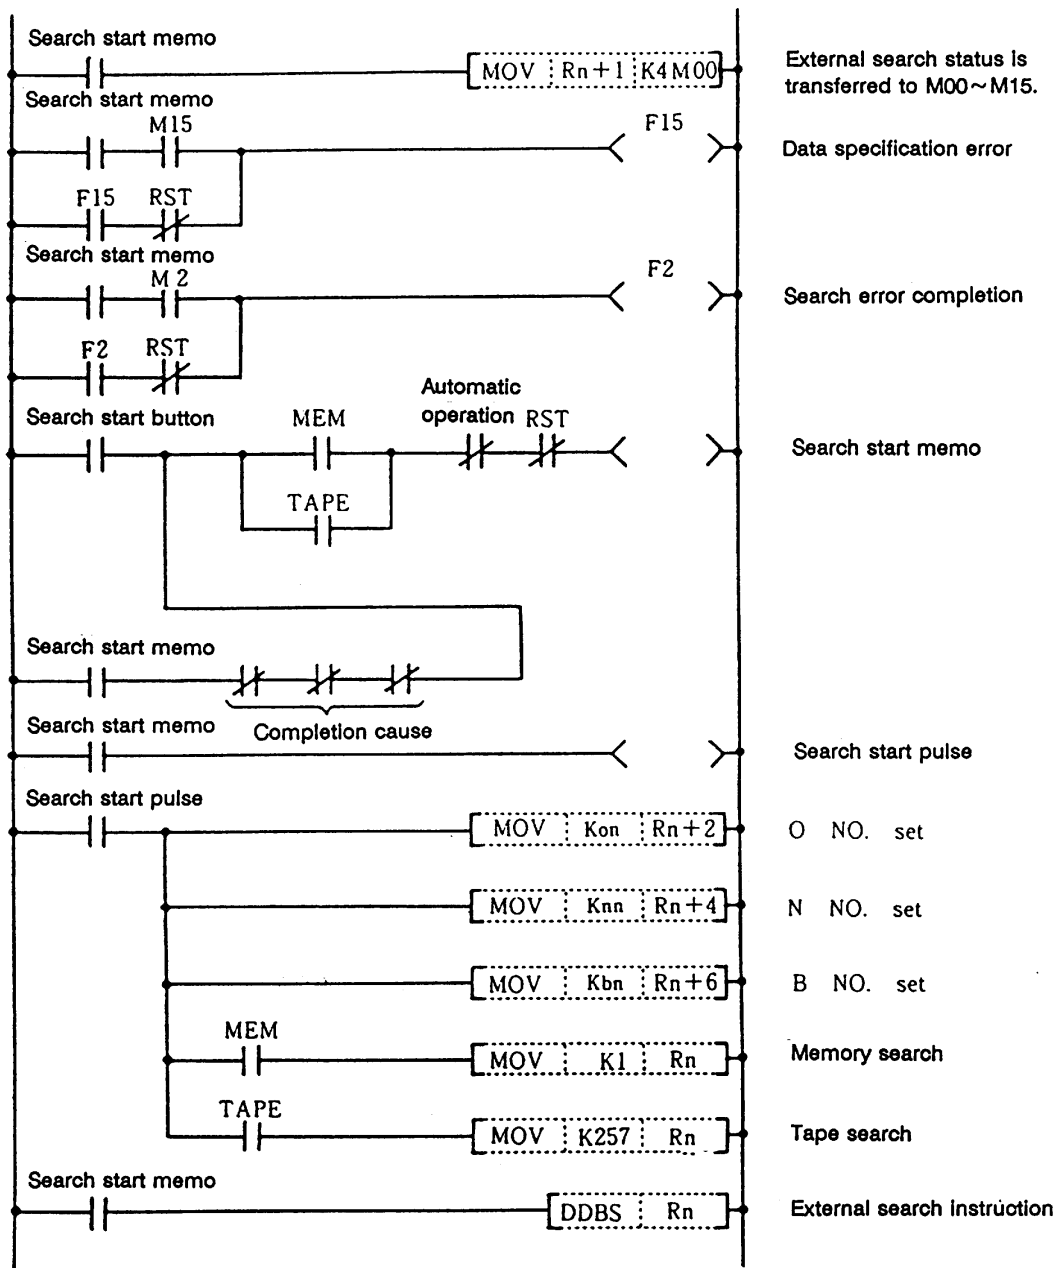 Search start memo
MOV Rn+1 K4M00
External search status is
transferred to M00~M15.
Search start memo
M15
F15
Data specification error
F15 RST
Search start memo
M2
F2
Search error completion
F2 RST
Search start button
MEM
Automatic
operation
RST
Search start memo
TAPE
Search start memo
Completion cause
Search start memo
Search start pulse
Search start pulse
MOV Kon Rn+2
O NO. set
MOV Knn Rn+4
N NO. set
MOV Kbn Rn+6
B NO. set
MEM
MOV K1 Rn
Memory search
TAPE
MOV K257 Rn
Tape search
Search start memo
DDBS Rn
External search instruction